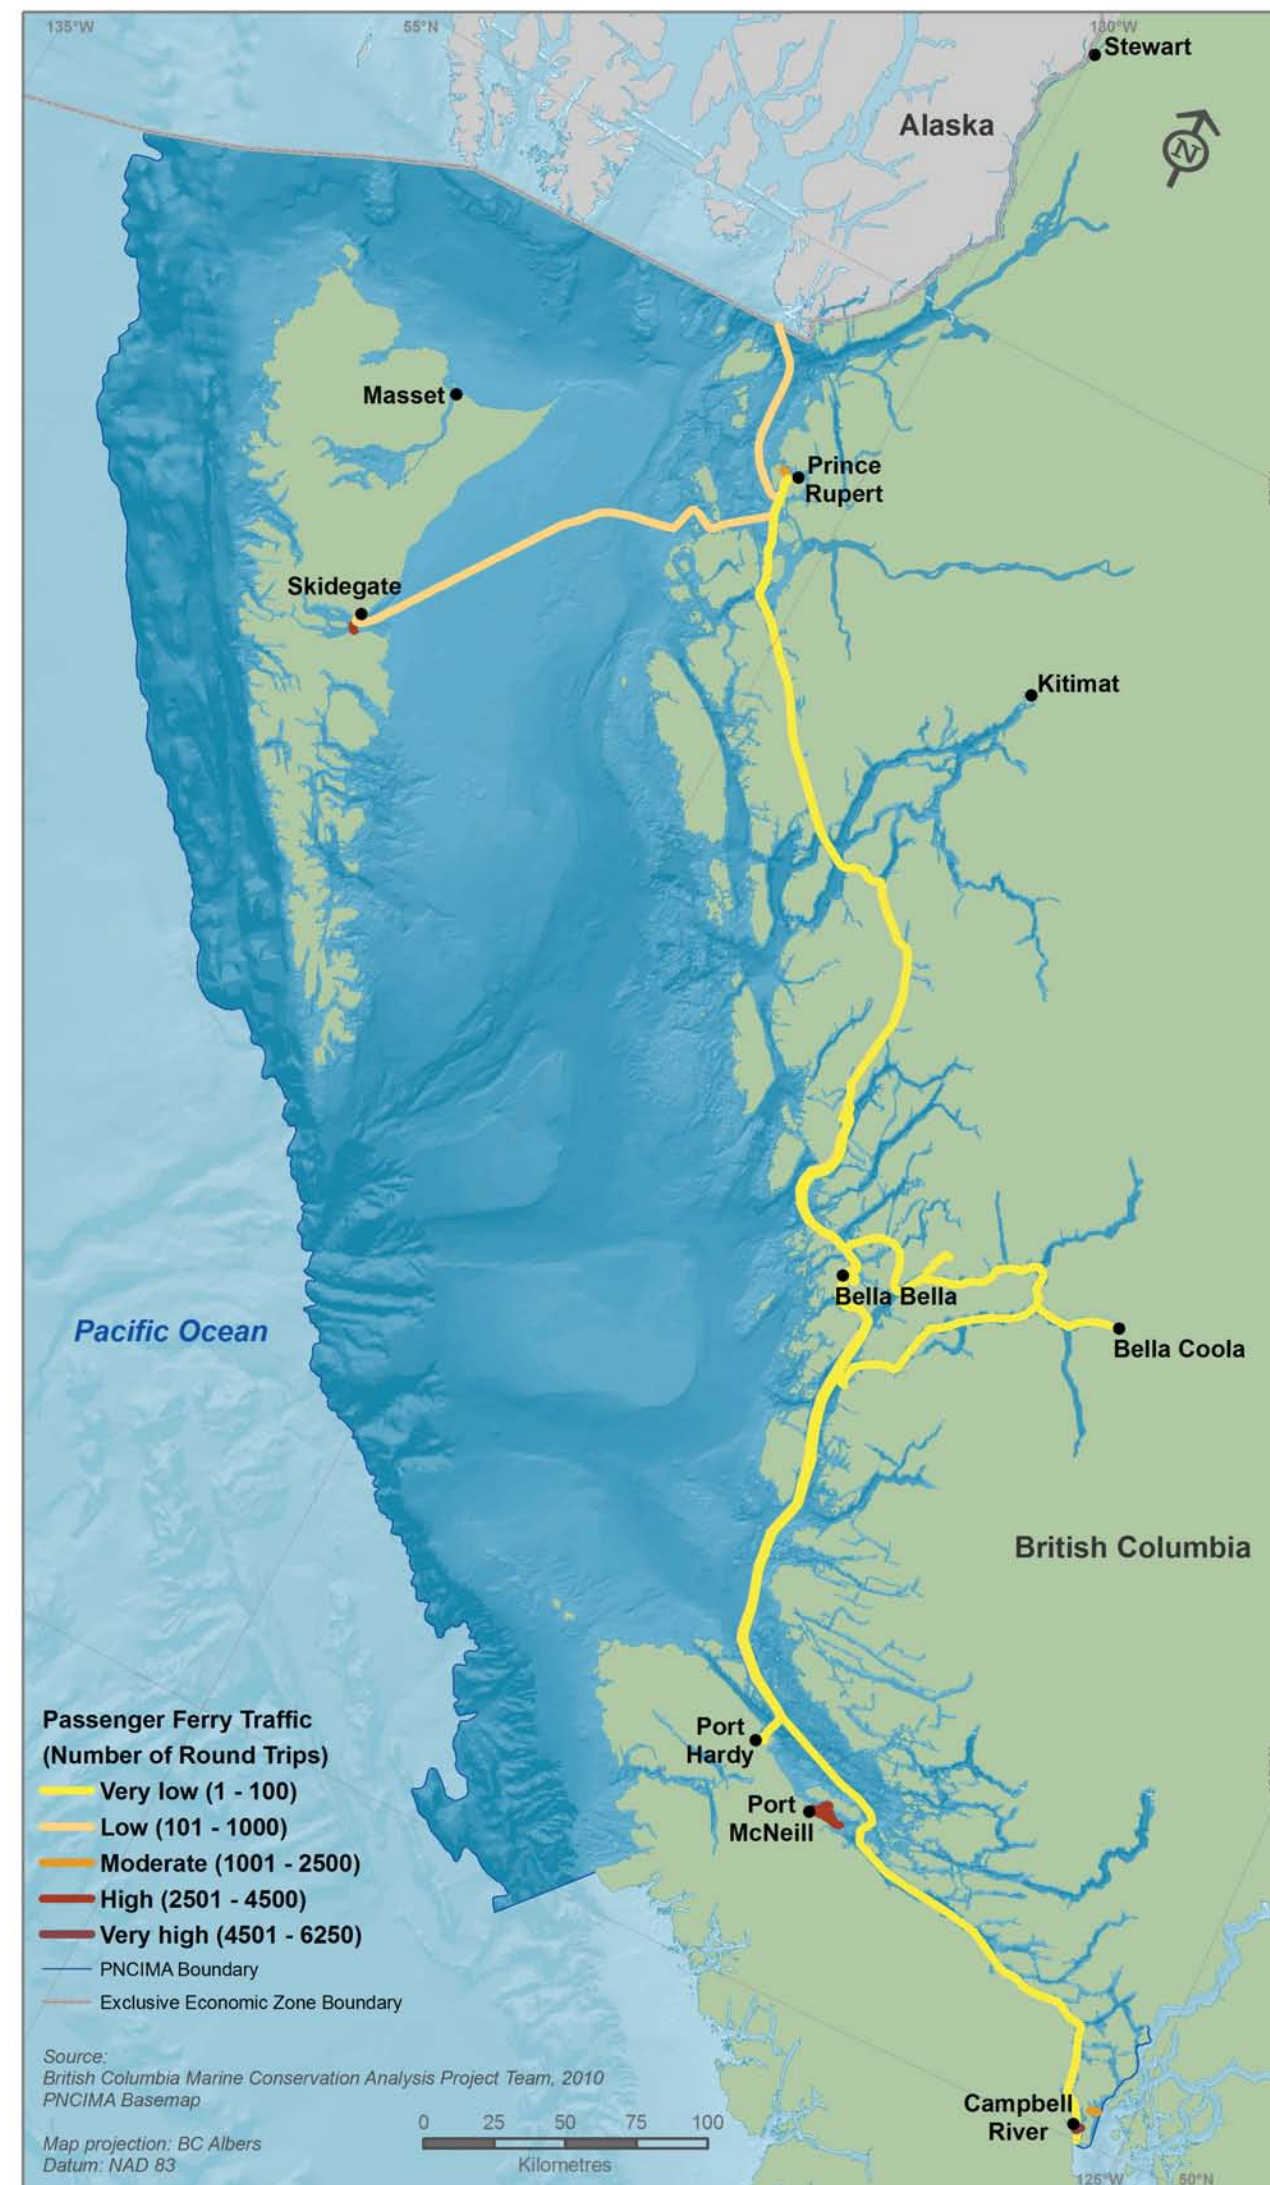 135°W
55°N
130°W
Stewart
Alaska
N
Masset
Prince
Rupert
Skidegate
Kitimat
Bella Bella
Bella Coola
Pacific Ocean
British Columbia
Port
Hardy
Port
McNeill
Campbell
River
Passenger Ferry Traffic
(Number of Round Trips)
Very low (1 - 100)
Low (101 - 1000)
Moderate (1001 - 2500)
High (2501 - 4500)
Very high (4501 - 6250)
PNCIMA Boundary
Exclusive Economic Zone Boundary
Source:
British Columbia Marine Conservation Analysis Project Team, 2010
PNCIMA Basemap
Map projection: BC Albers
Datum: NAD 83
0 25 50 75 100
Kilometres
125°W
50°N